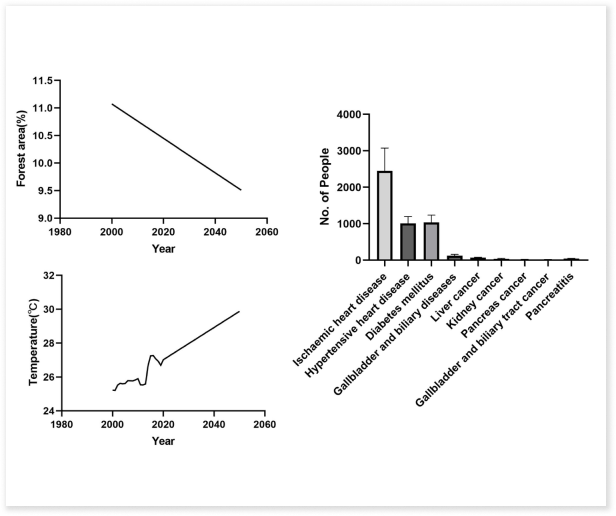 11.5
11.0
10.5
10.0
9.5
9.0
Forest area(%)
1980 2000 2020 2040 2060
Year
32
30
28
26
24
Temperature(℃)
1980 2000 2020 2040 2060
Year
4000
3000
2000
1000
0
No. of People
Ischaemic heart disease
Hypertensive heart disease
Diabetes mellitus
Gallbladder and biliary diseases
Liver cancer
Kidney cancer
Pancreas cancer
Gallbladder and biliary tract cancer
Pancreatitis